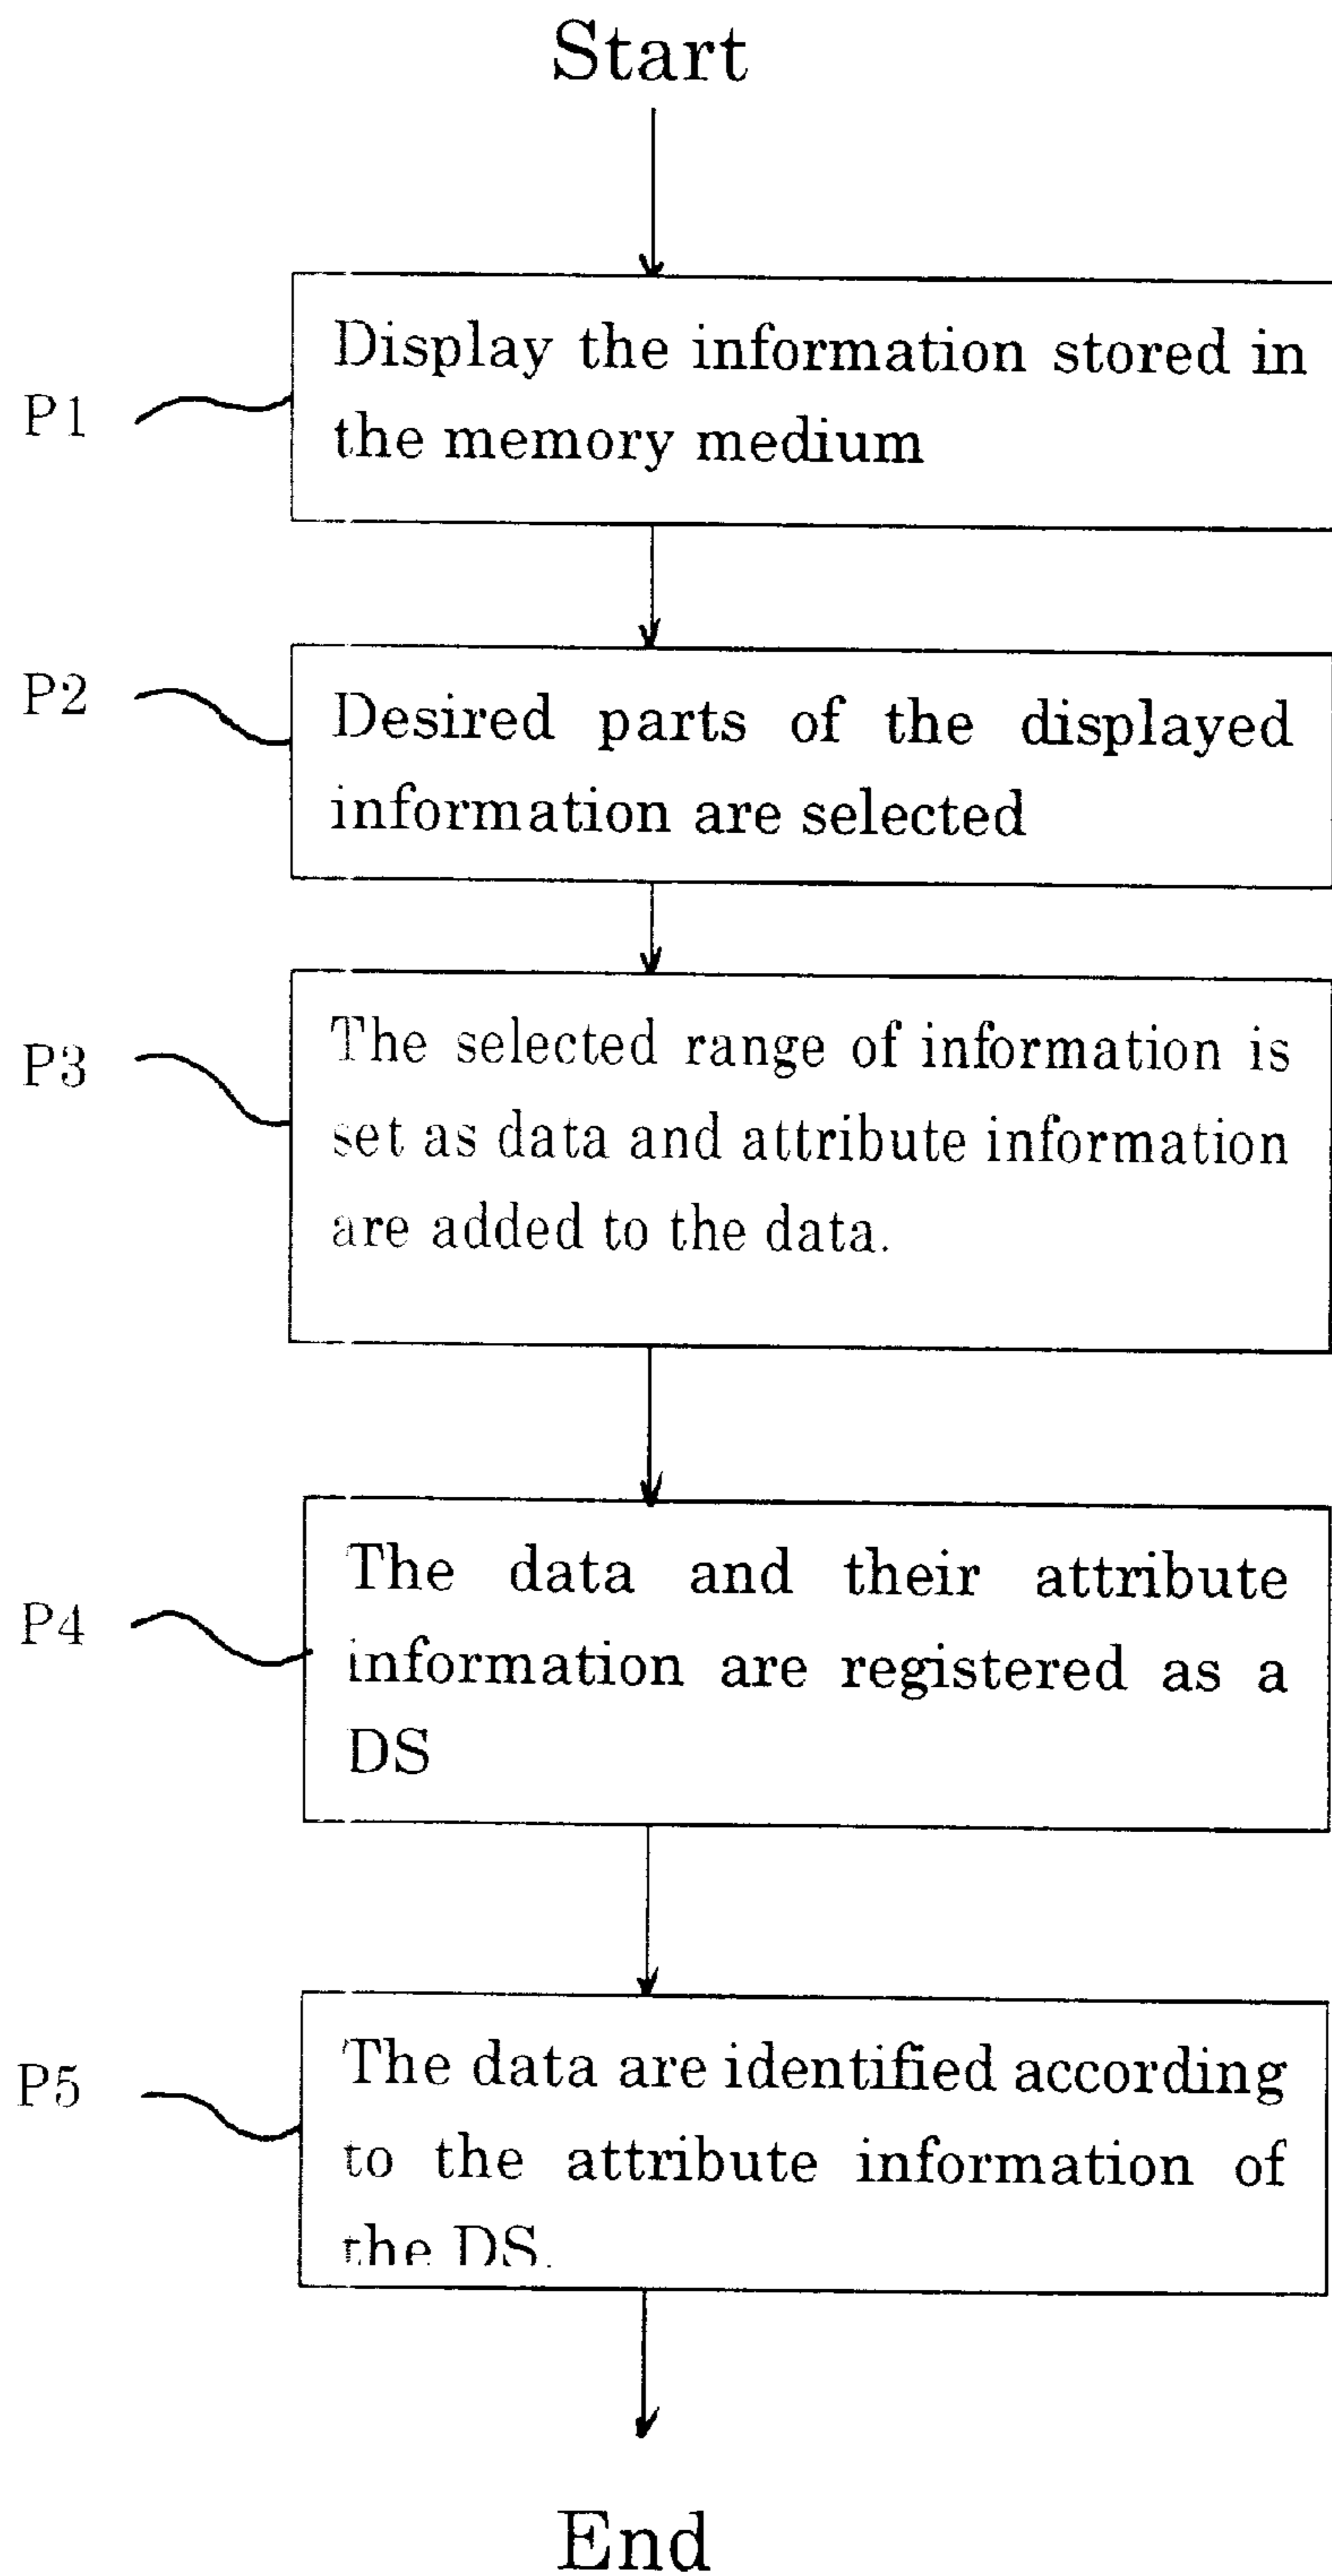 Start
P1
Display the information stored in
the memory medium
P2
Desired parts of the displayed
information are selected
P3
The selected range of information is
set as data and attribute information
are added to the data.
P4
The data and their attribute
information are registered as a
DS
P5
The data are identified according
to the attribute information of
the DS.
End